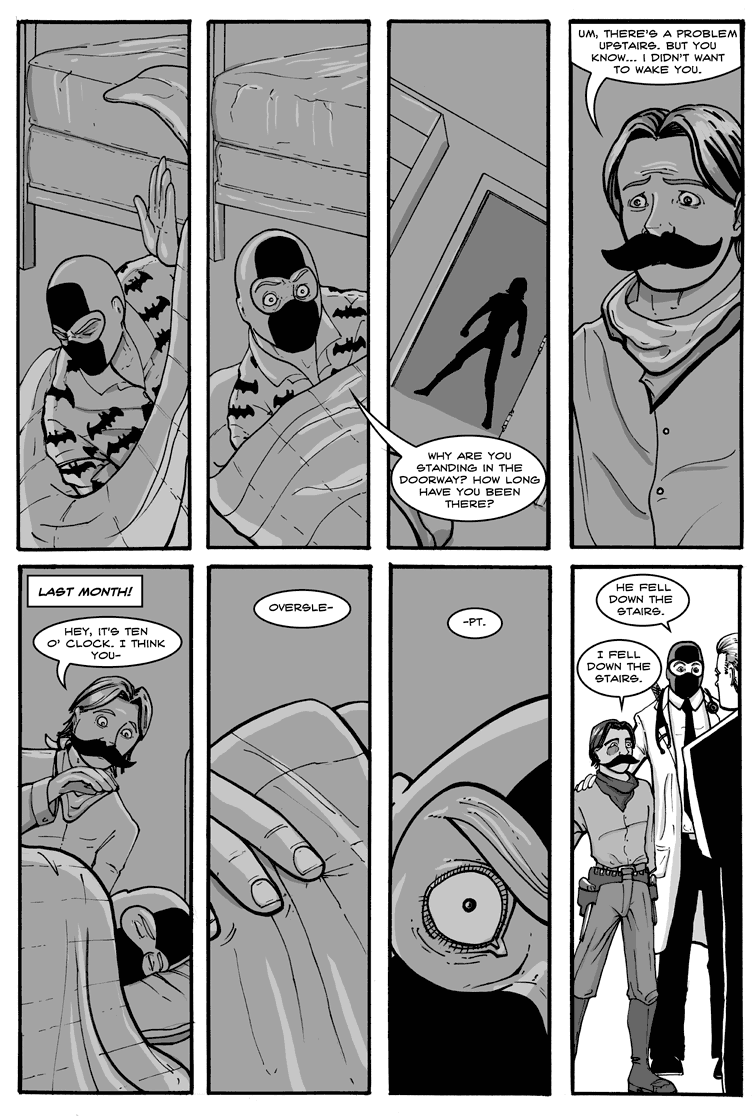 WHY ARE YOU
STANDING IN THE
DOORWAY? HOW LONG
HAVE YOU BEEN
THERE?
UM, THERE'S A PROBLEM
UPSTAIRS. BUT YOU
KNOW... I DIDN'T WANT
TO WAKE YOU.
LAST MONTH!
HEY, IT'S TEN
O' CLOCK. I THINK
YOU-
OVERSLE-
-PT.
HE FELL
DOWN THE
STAIRS.
I FELL
DOWN THE
STAIRS.